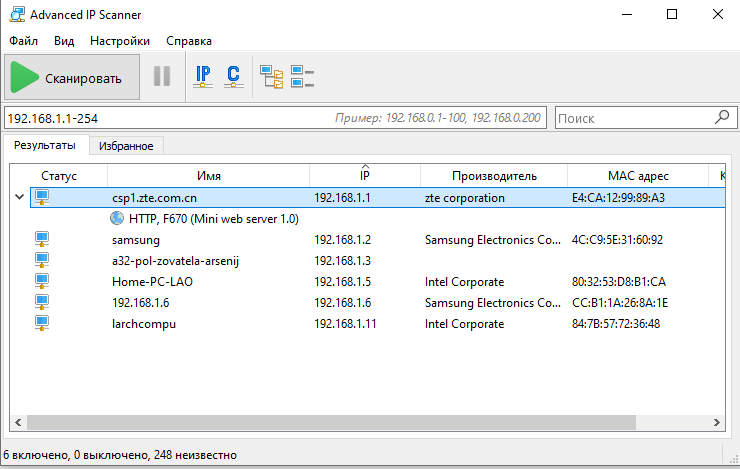 Advanced IP Scanner
Файл Вид Настройки Справка
Сканировать IP C
192.168.1.1-254 Пример: 192.168.0.1-100, 192.168.0.200 Поиск
Результаты Избранное
Статус Имя IP Производитель MAC адрес К
csp1.zte.com.cn 192.168.1.1 zte corporation E4:CA:12:99:89:A3
HTTP, F670 (Mini web server 1.0)
samsung 192.168.1.2 Samsung Electronics Co... 4C:C9:5E:31:60:92
a32-pol-zovatela-arsenij 192.168.1.3
Home-PC-LAO 192.168.1.5 Intel Corporate 80:32:53:D8:B1:CA
192.168.1.6 192.168.1.6 Samsung Electronics Co... CC:B1:1A:26:8A:1E
larchcompu 192.168.1.11 Intel Corporate 84:7B:57:72:36:48
6 включено, 0 выключено, 248 неизвестно